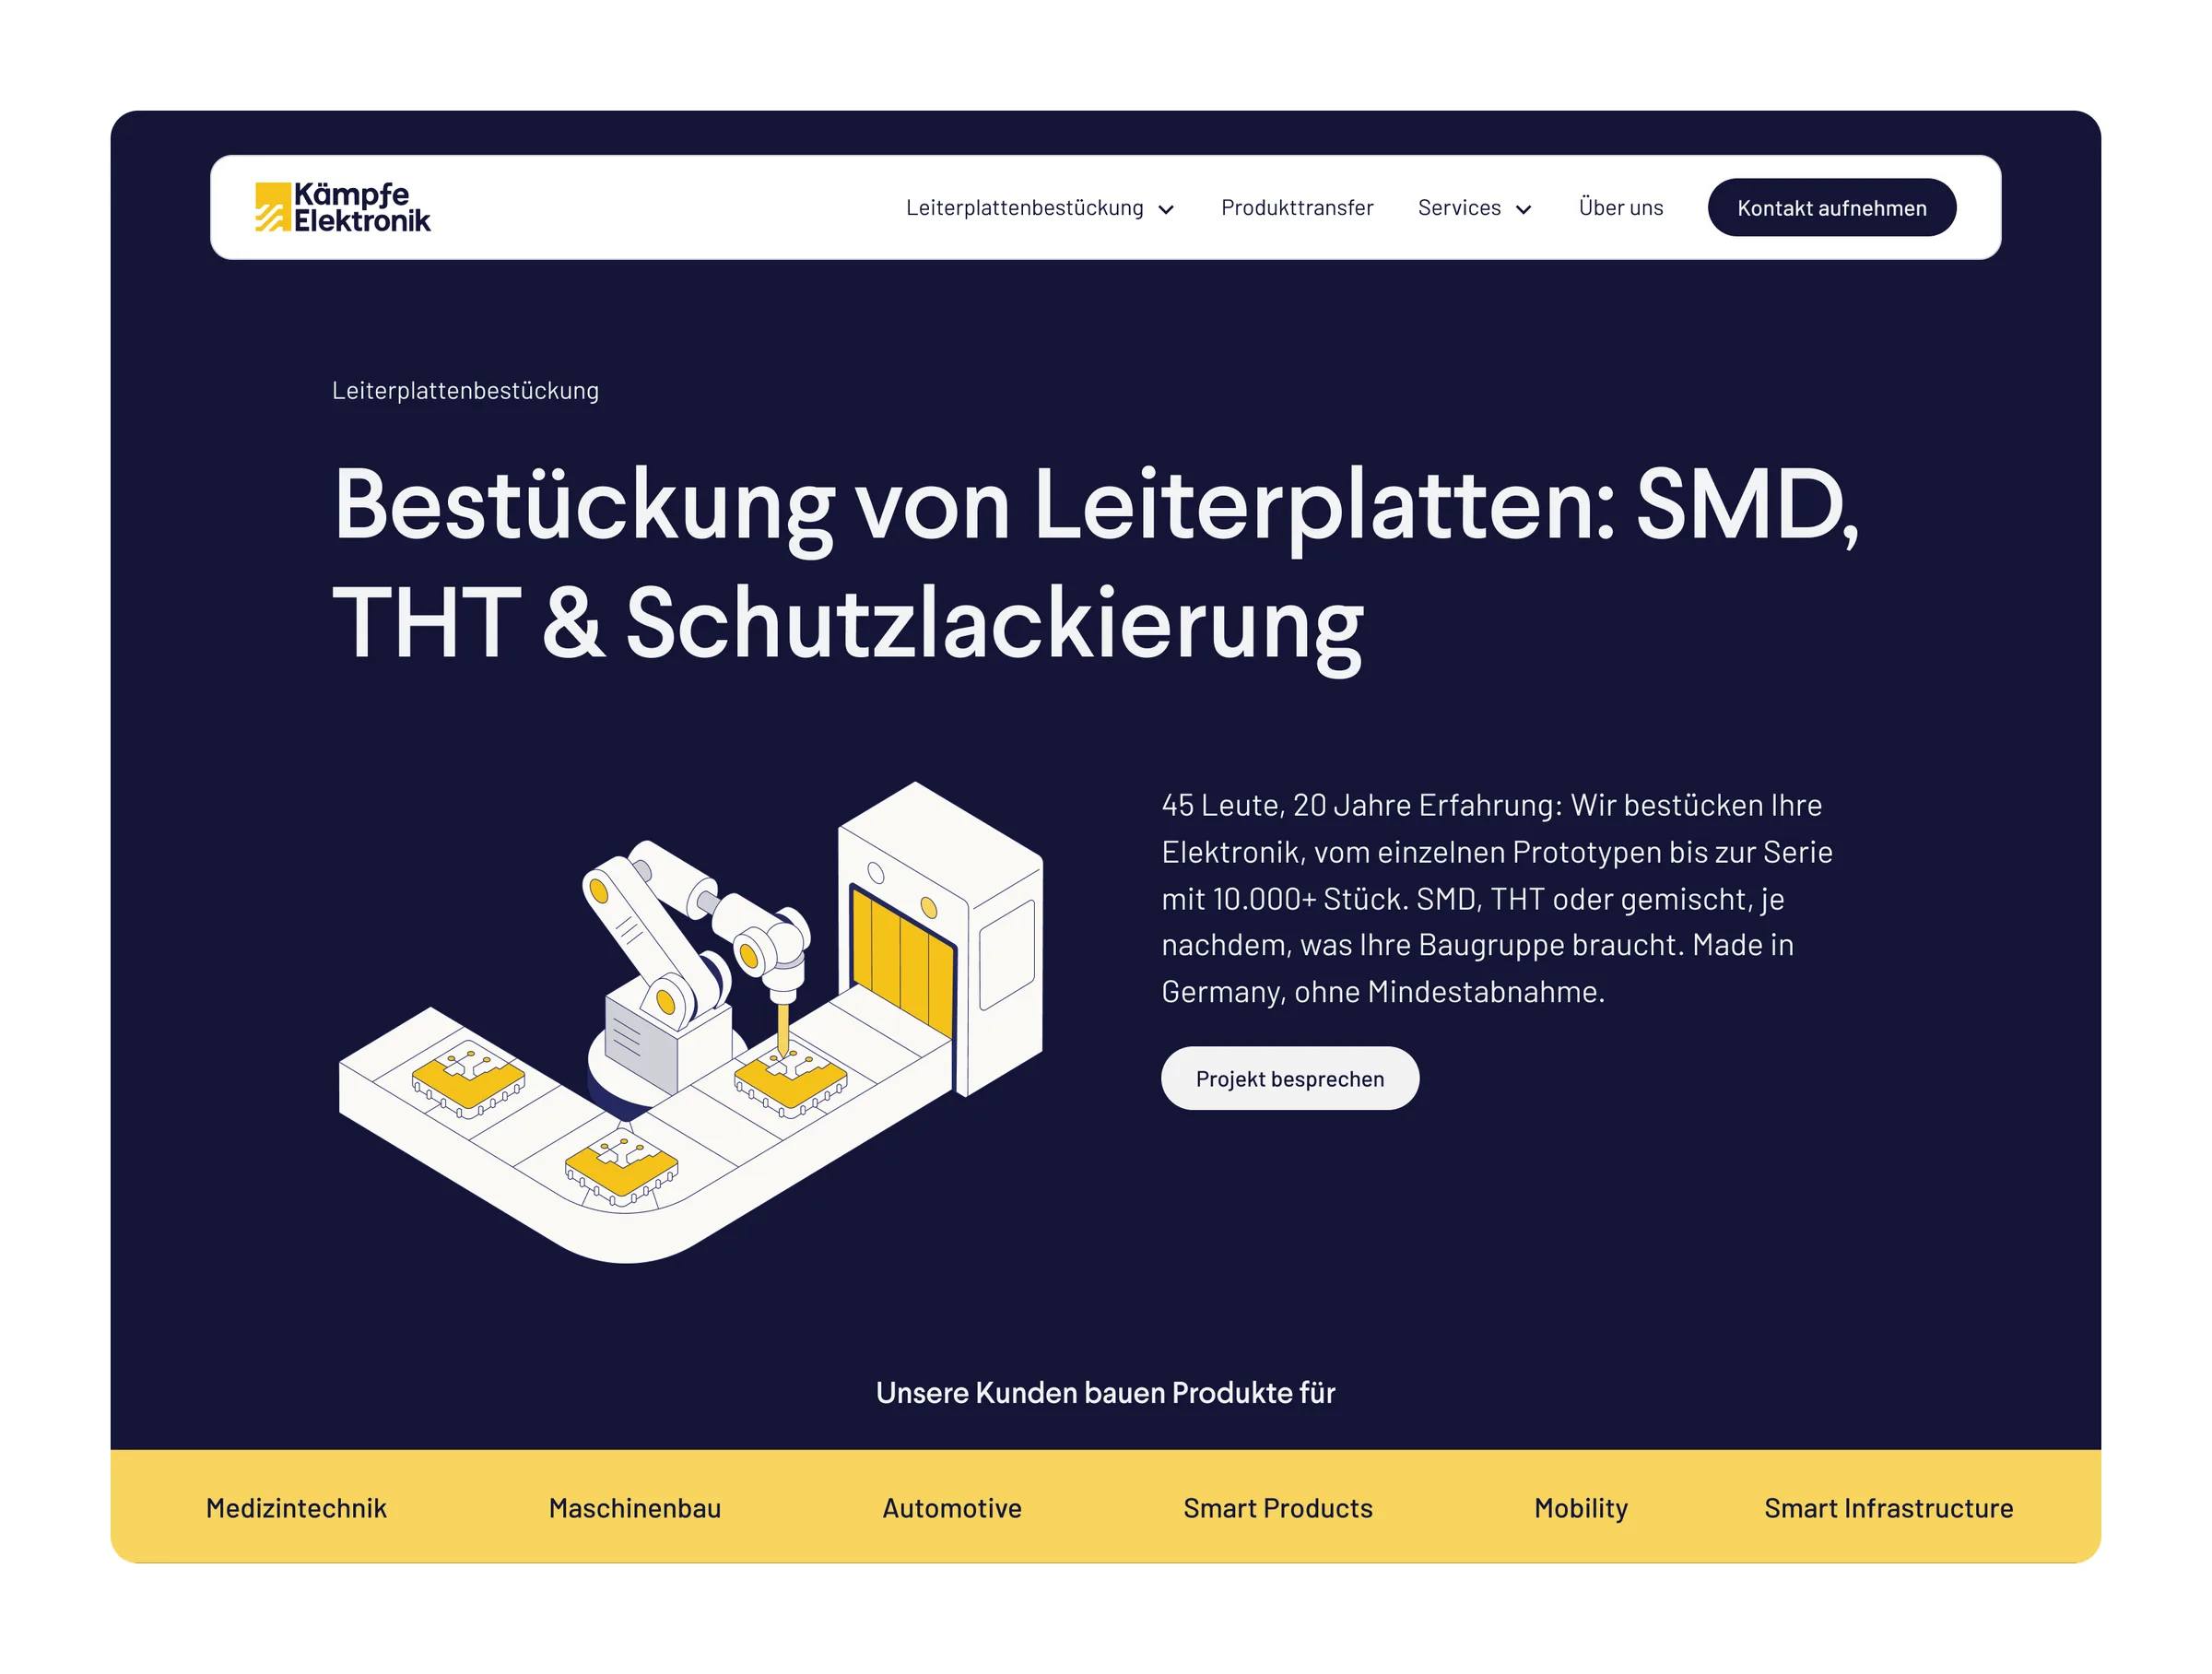 Kämpfe
Elektronik
Leiterplattenbestückung
Produkttransfer
Services
Über uns
Kontakt aufnehmen
Leiterplattenbestückung
Bestückung von Leiterplatten: SMD,
THT & Schutzlackierung
45 Leute, 20 Jahre Erfahrung: Wir bestücken Ihre
Elektronik, vom einzelnen Prototypen bis zur Serie
mit 10.000+ Stück. SMD, THT oder gemischt, je
nachdem, was Ihre Baugruppe braucht. Made in
Germany, ohne Mindestabnahme.
Projekt besprechen
Unsere Kunden bauen Produkte für
Medizintechnik
Maschinenbau
Automotive
Smart Products
Mobility
Smart Infrastructure